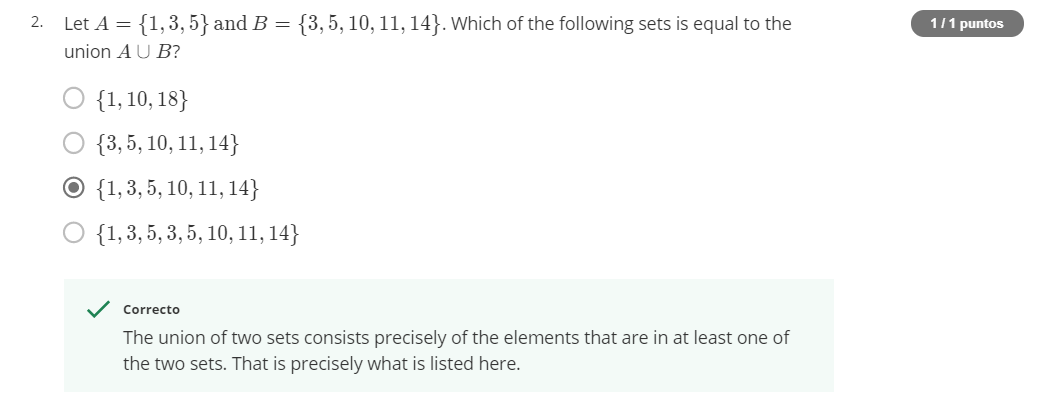 2. Let A = {1, 3, 5} and B = {3, 5, 10, 11, 14}. Which of the following sets is equal to the
1 / 1 puntos
union A ∪ B?
{1, 10, 18}
{3, 5, 10, 11, 14}
{1, 3, 5, 10, 11, 14}
{1, 3, 5, 3, 5, 10, 11, 14}
Correcto
The union of two sets consists precisely of the elements that are in at least one of
the two sets. That is precisely what is listed here.